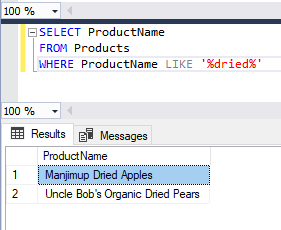 100 %
SELECT ProductName
FROM Products
WHERE ProductName LIKE '%dried%'
100 %
Results Messages
ProductName
1 Manjimup Dried Apples
2 Uncle Bob's Organic Dried Pears